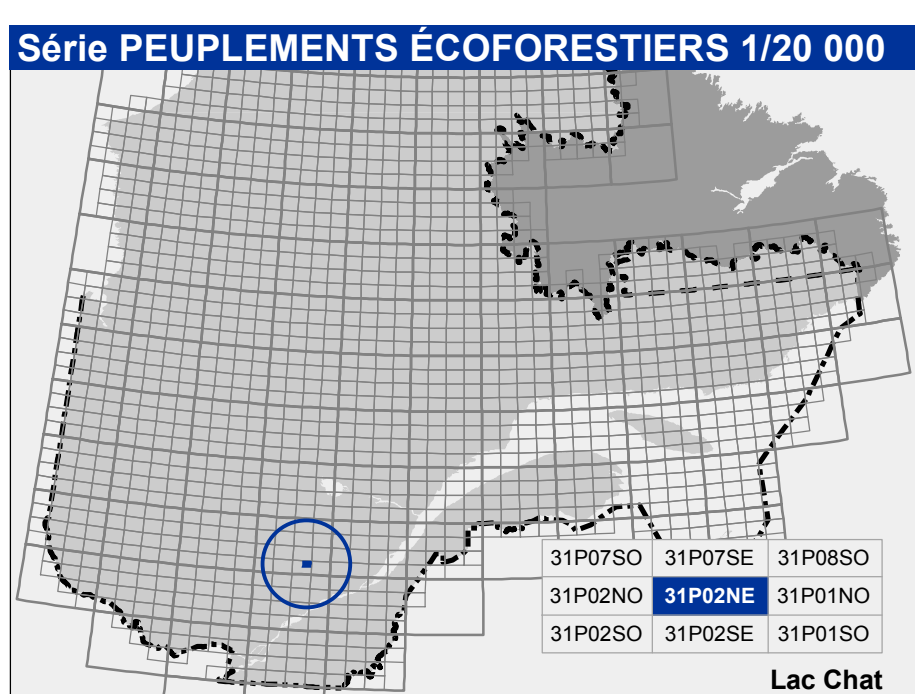 Série PEUPLEMENTS ÉCOFORESTIERS 1/20 000
31P07SO 31P07SE 31P08SO
31P02NO 31P02NE 31P01NO
31P02SO 31P02SE 31P01SO
Lac Chat